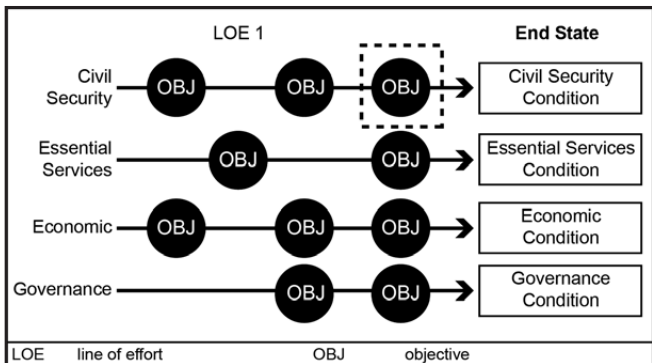 LOE 1 End State
Civil
Security
OBJ OBJ OBJ
Civil Security
Condition
Essential
Services
OBJ OBJ
Essential Services
Condition
Economic
OBJ OBJ OBJ
Economic
Condition
Governance
OBJ OBJ
Governance
Condition
LOE line of effort OBJ objective